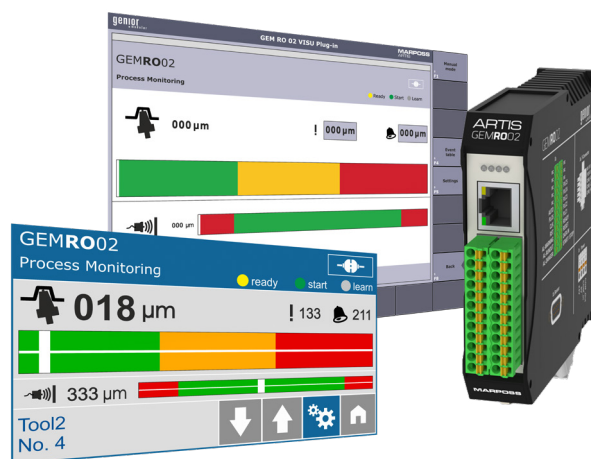 genior
modular
GEM RO 02 VISU Plug-in
MARPOSS
Manual mode
GEMRO02
Process Monitoring
Ready
Start
Learn
000 µm
! 000 µm
000 µm
Event table
Settings
000 µm
Back
GEMRO02
Process Monitoring
ready
start
learn
018 µm
! 133
211
333 µm
Tool2
No. 4
ARTIS
GEMRO02
MARPOSS
GEMRO02